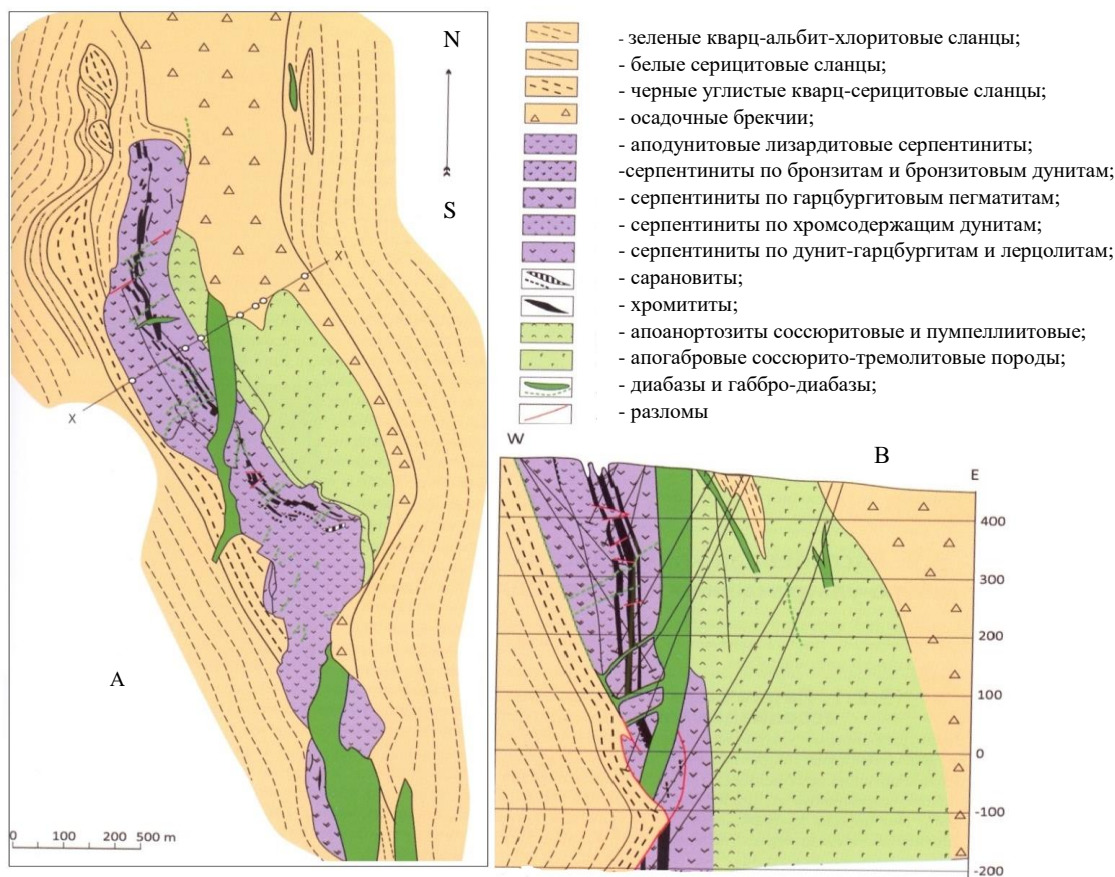 N
S
X
X
A
0 100 200 500 m
- зеленые кварц-альбит-хлоритовые сланцы;
- белые серицитовые сланцы;
- черные углистые кварц-серицитовые сланцы;
- осадочные брекчии;
- аподунитовые лизардитовые серпентиниты;
-серпентиниты по бронзитам и бронзитовым дунитам;
- серпентиниты по гарцбургитовым пегматитам;
- серпентиниты по хромсодержащим дунитам;
- серпентиниты по дунит-гарцбургитам и лерцолитам;
- сарановиты;
- хромититы;
- апоанортозиты соссюритовые и пумпеллиитовые;
- апогабровые соссюрито-тремолитовые породы;
- диабазы и габбро-диабазы;
- разломы
W
B
E
400
300
200
100
0
-100
-200